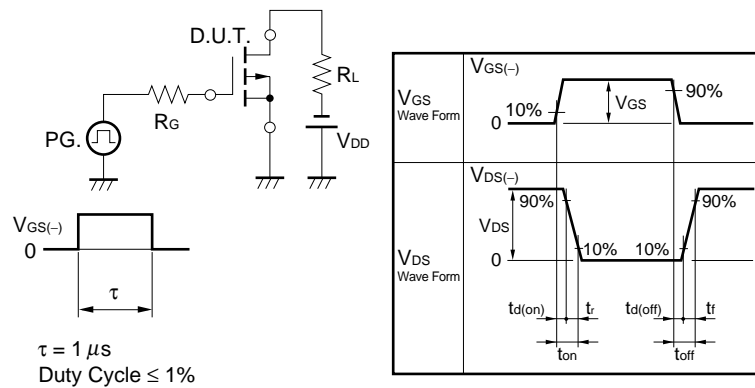 D.U.T.
RL
RG
PG.
VDD
VGS(−)
0
τ
τ = 1 μs
Duty Cycle ≤ 1%
VGS
Wave Form
VGS(−)
10%
0
VGS
90%
VDS
Wave Form
VDS(−)
90%
VDS
0
10%
10%
90%
td(on)
tr
td(off)
tf
ton
toff